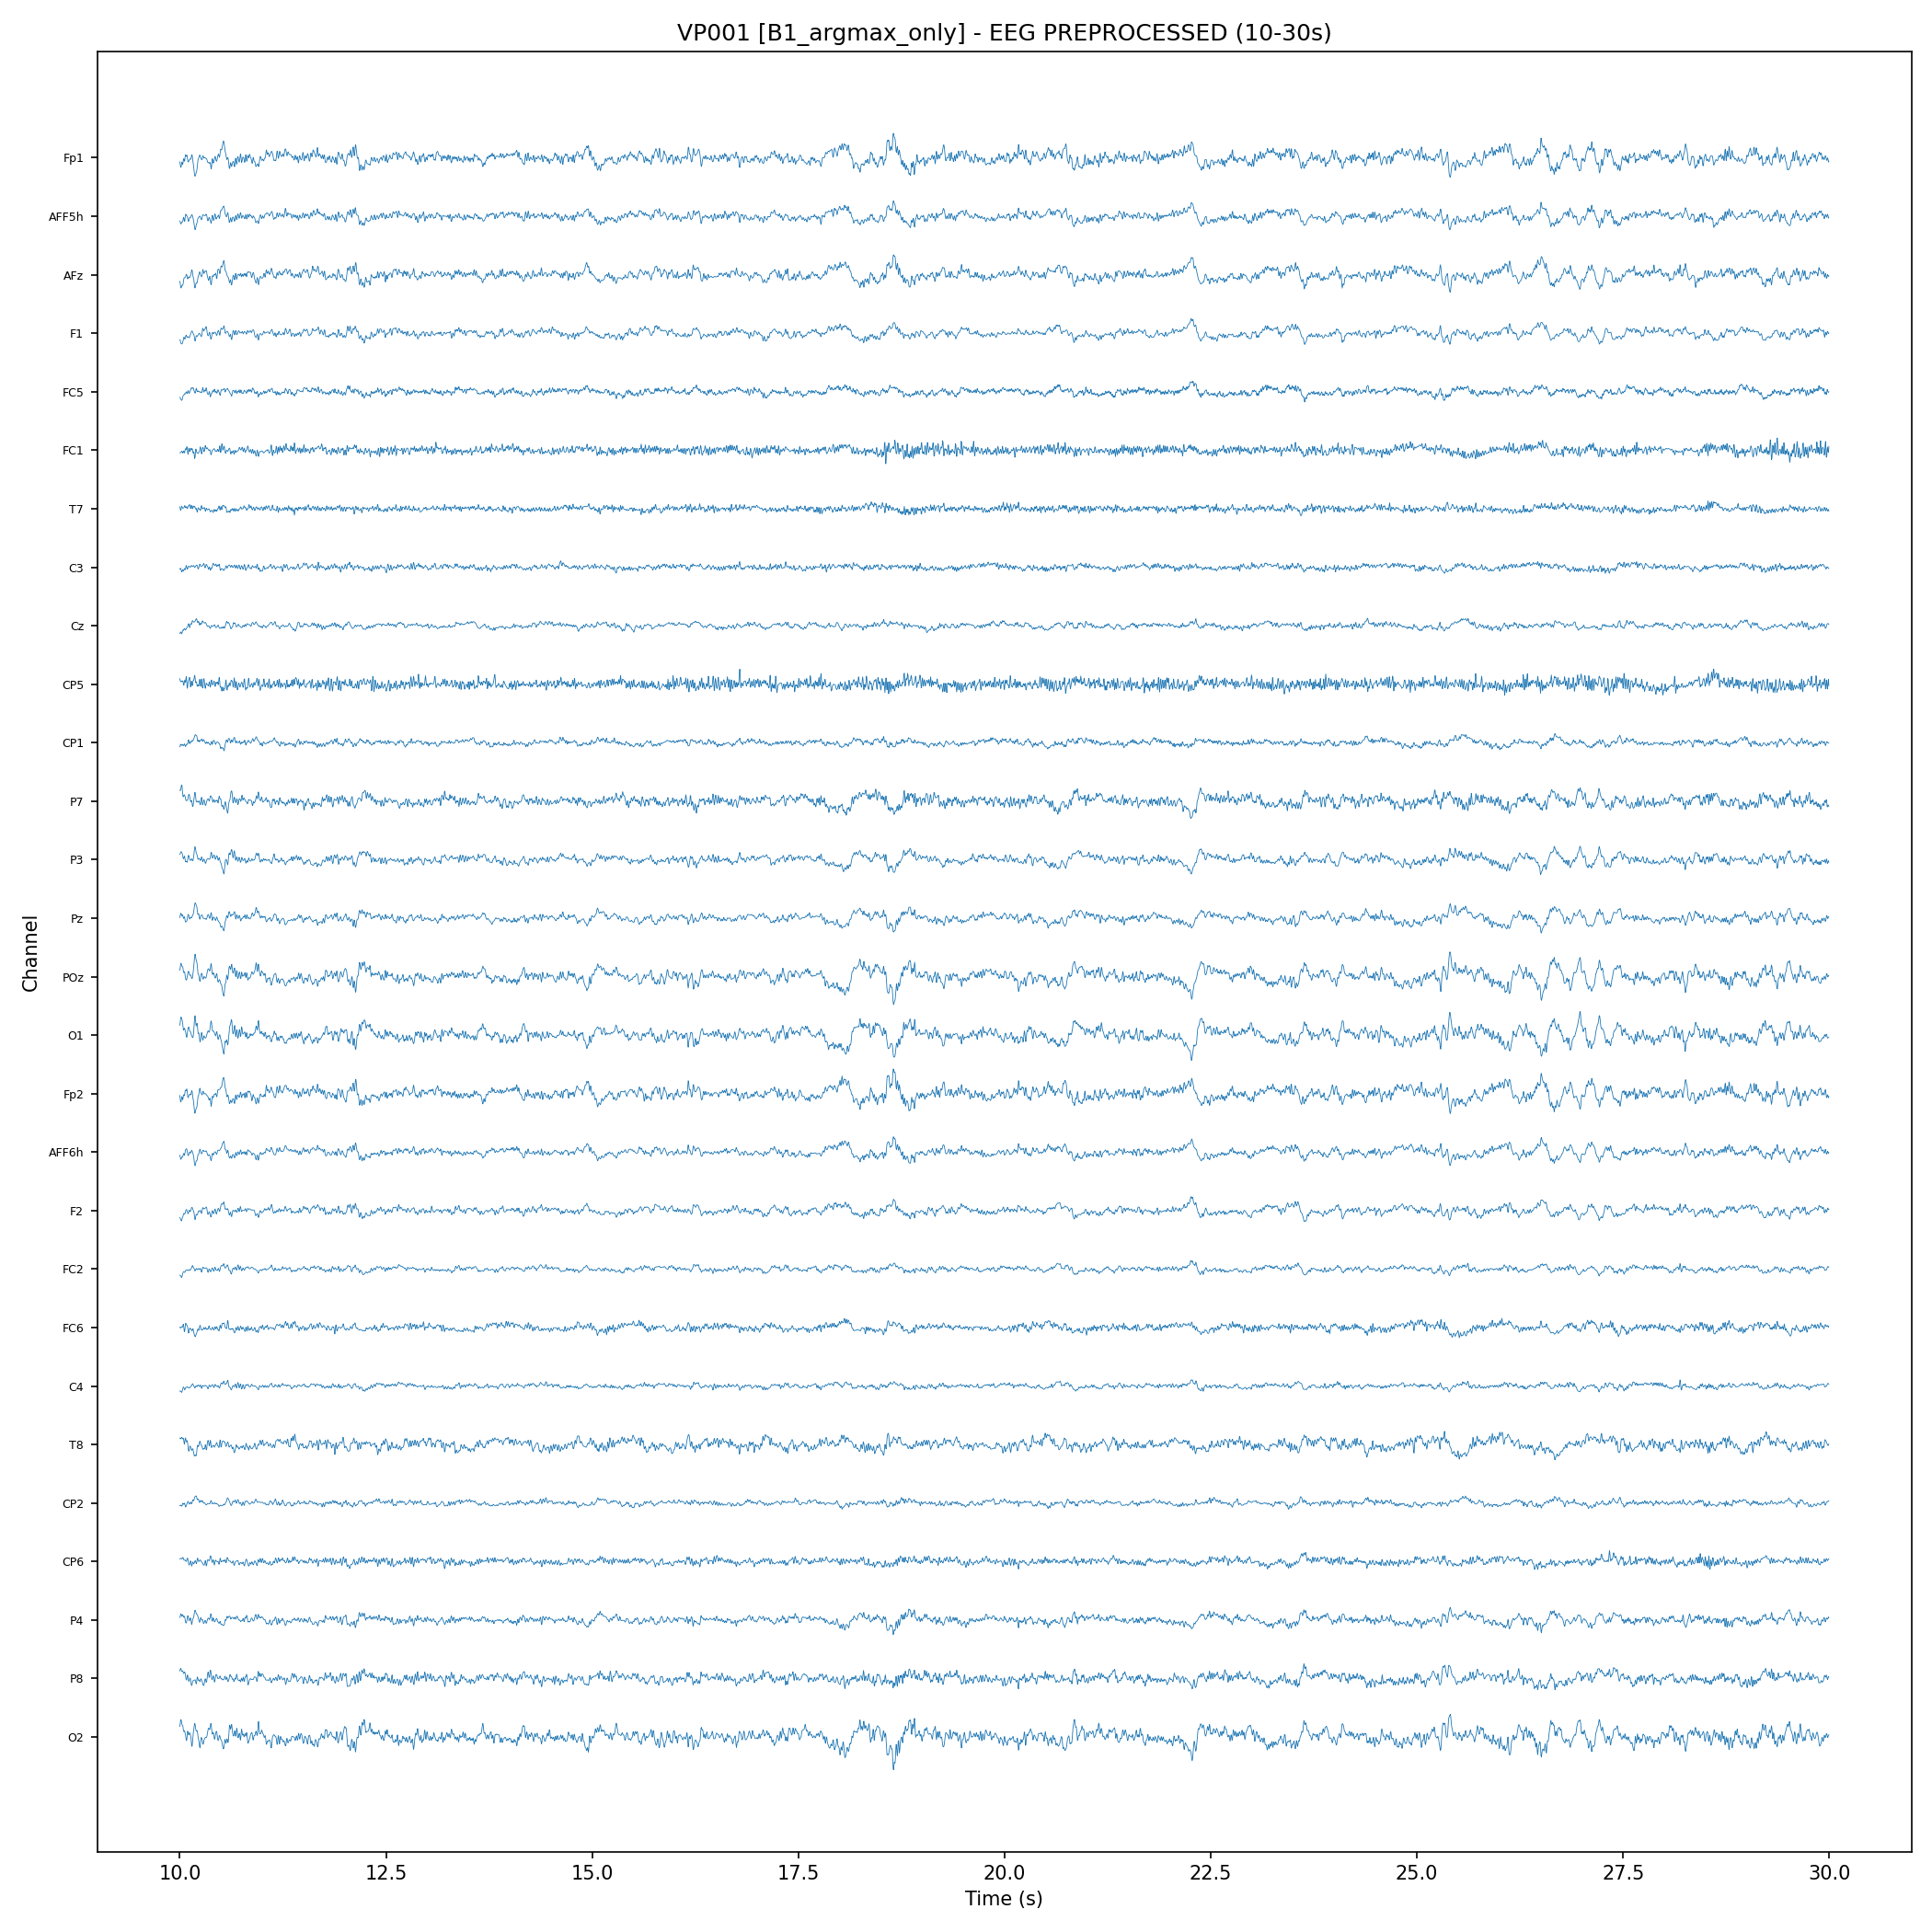 VP001 [B1_argmax_only] - EEG PREPROCESSED (10-30s)
Fp1
AFF5h
AFz
F1
FC5
FC1
T7
C3
Cz
CP5
CP1
P7
P3
Pz
POz
O1
Fp2
AFF6h
F2
FC2
FC6
C4
T8
CP2
CP6
P4
P8
O2
Channel
10.0 12.5 15.0 17.5 20.0 22.5 25.0 27.5 30.0
Time (s)